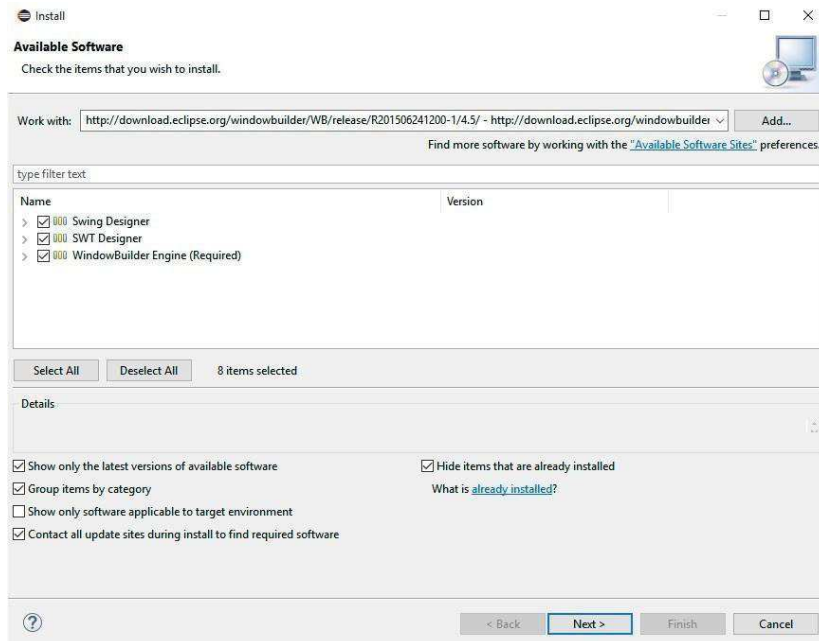 Install
Available Software
Check the items that you wish to install.
Work with: http://download.eclipse.org/windowbuilder/WB/release/R201506241200-1/4.5/ - http://download.eclipse.org/windowbuilder Add...
Find more software by working with the "Available Software Sites" preferences.
type filter text
Name Version
Swing Designer
SWT Designer
WindowBuilder Engine (Required)
Select All Deselect All 8 items selected
Details
Show only the latest versions of available software Hide items that are already installed
Group items by category What is already installed?
Show only software applicable to target environment
Contact all update sites during install to find required software
? < Back Next > Finish Cancel